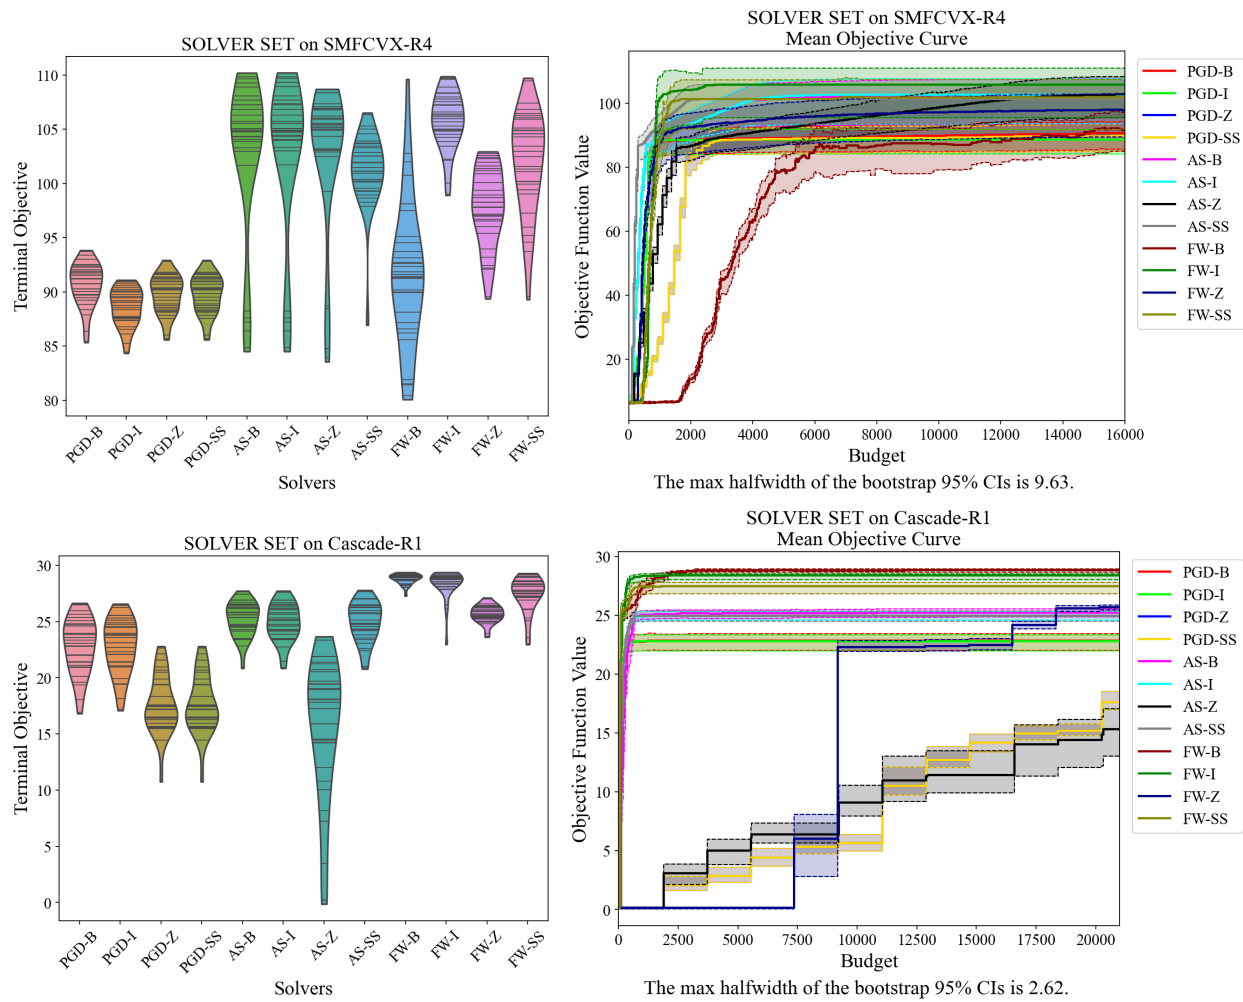 SOLVER SET on SMFCVX-R4
Terminal Objective
110
105
100
95
90
85
80
PGD-B
PGD-I
PGD-Z
PGD-SS
AS-B
AS-I
AS-Z
AS-SS
FW-B
FW-I
FW-Z
FW-SS
Solvers
SOLVER SET on SMFCVX-R4
Mean Objective Curve
Objective Function Value
100
80
60
40
20
0
2000
4000
6000
8000
10000
12000
14000
16000
Budget
The max halfwidth of the bootstrap 95% CIs is 9.63.
PGD-B
PGD-I
PGD-Z
PGD-SS
AS-B
AS-I
AS-Z
AS-SS
FW-B
FW-I
FW-Z
FW-SS
SOLVER SET on Cascade-R1
Terminal Objective
30
25
20
15
10
5
0
PGD-B
PGD-I
PGD-Z
PGD-SS
AS-B
AS-I
AS-Z
AS-SS
FW-B
FW-I
FW-Z
FW-SS
Solvers
SOLVER SET on Cascade-R1
Mean Objective Curve
Objective Function Value
30
25
20
15
10
5
0
0
2500
5000
7500
10000
12500
15000
17500
20000
Budget
The max halfwidth of the bootstrap 95% CIs is 2.62.
PGD-B
PGD-I
PGD-Z
PGD-SS
AS-B
AS-I
AS-Z
AS-SS
FW-B
FW-I
FW-Z
FW-SS